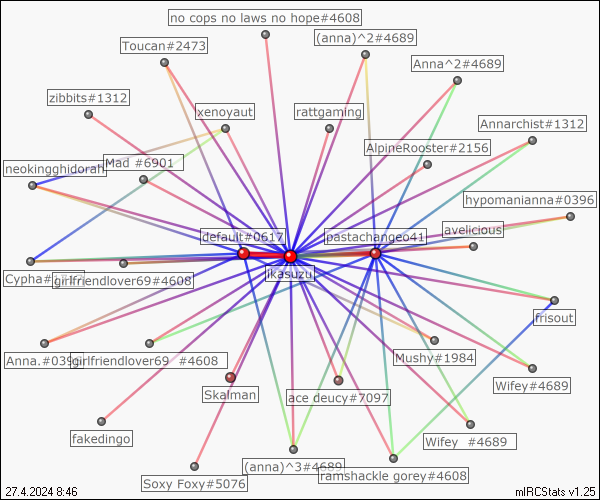 no cops no laws no hope#4608
(anna)^2#4689
Toucan#2473
Anna^2#4689
zibbits#1312
xenoyaut
rattgaming
Annarchist#1312
AlpineRooster#2156
Mad #6901
neokingghidorah
hypomanianna#0396
avelicious
default#0617
pastachangeo41
ikasuzu
Cypha#
girlfriendlover69#4608
frisout
Anna.#039
girlfriendlover69 #4608
Mushy#1984
Wifey#4689
Skalman
ace deucy#7097
fakedingo
Wifey #4689
(anna)^3#4689
ramshackle gorey#4608
Soxy Foxy#5076
27.4.2024 8:46
mIRCStats v1.25